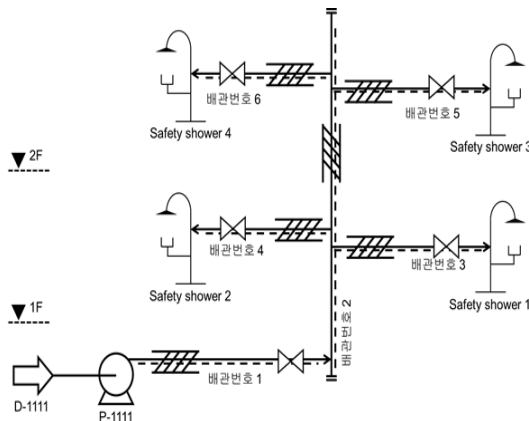 배관번호 6
배관번호 5
Safety shower 4
Safety shower 3
2F
배관번호 4
배관번호 3
Safety shower 2
Safety shower 1
1F
배관번호 2
배관번호 1
D-1111
P-1111